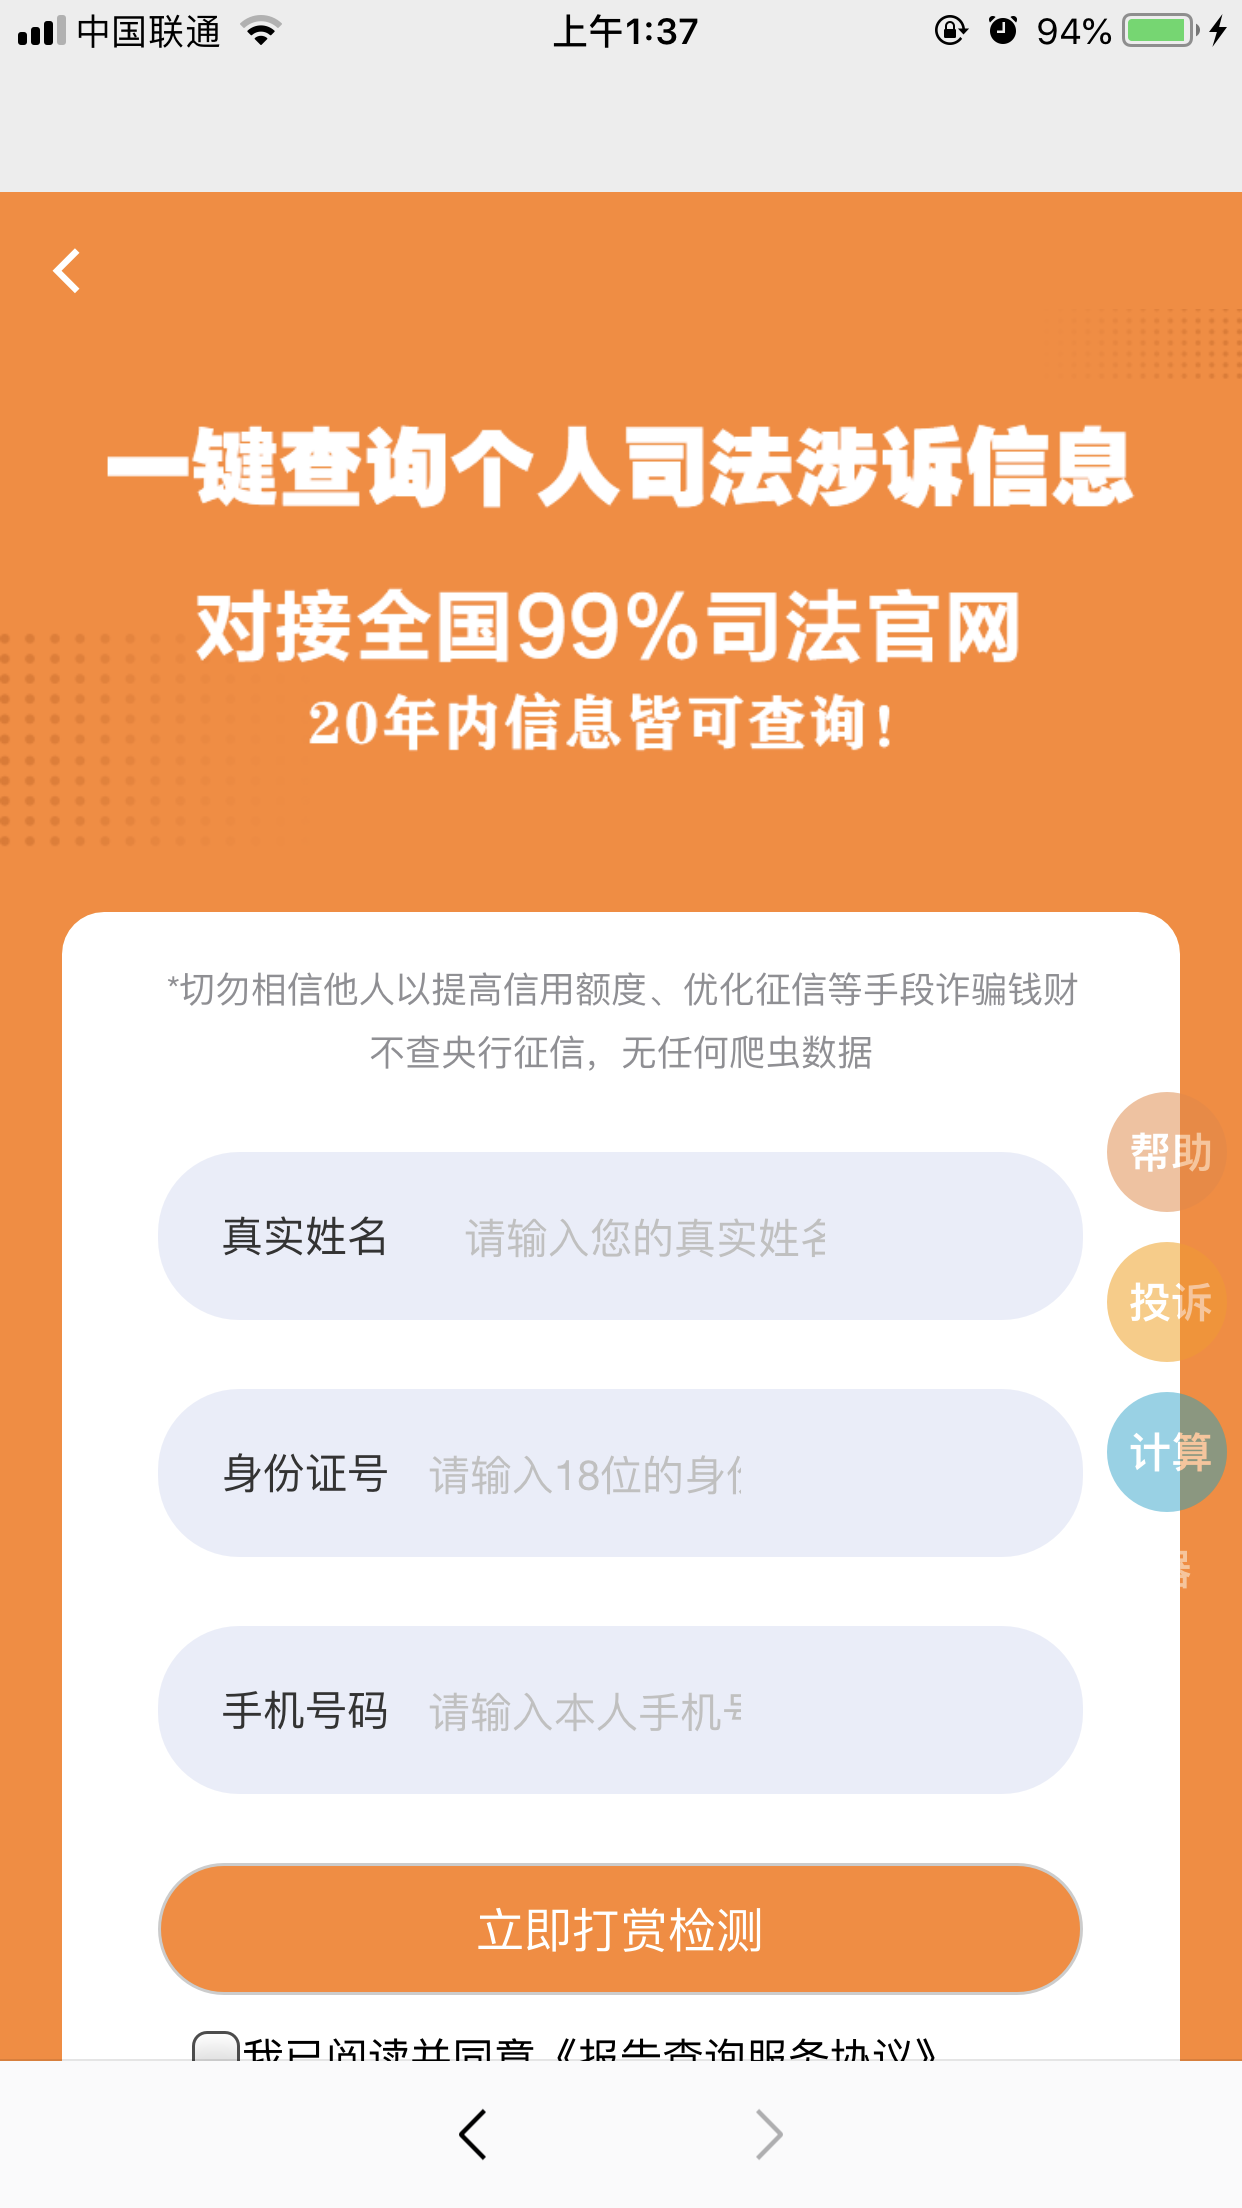 中国联通 上午1:37 94%
一键查询个人司法涉诉信息
对接全国99%司法官网
20年内信息皆可查询！
*切勿相信他人以提高信用额度、优化征信等手段诈骗钱财
不查央行征信，无任何爬虫数据
帮助
真实姓名 请输入您的真实姓名
投诉
计算
身份证号 请输入18位的身份
器
手机号码 请输入本人手机号
立即打赏检测
我已阅读并同意《报告查询服务协议》